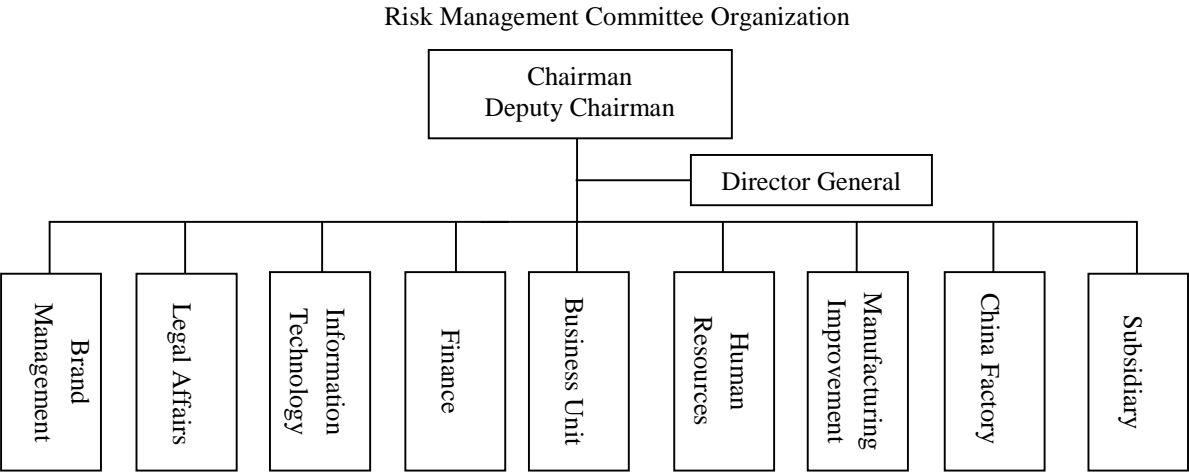 Risk Management Committee Organization
Chairman
Deputy Chairman
Director General
Brand
Management
Legal Affairs
Information
Technology
Finance
Business Unit
Human
Resources
Manufacturing
Improvement
China Factory
Subsidiary